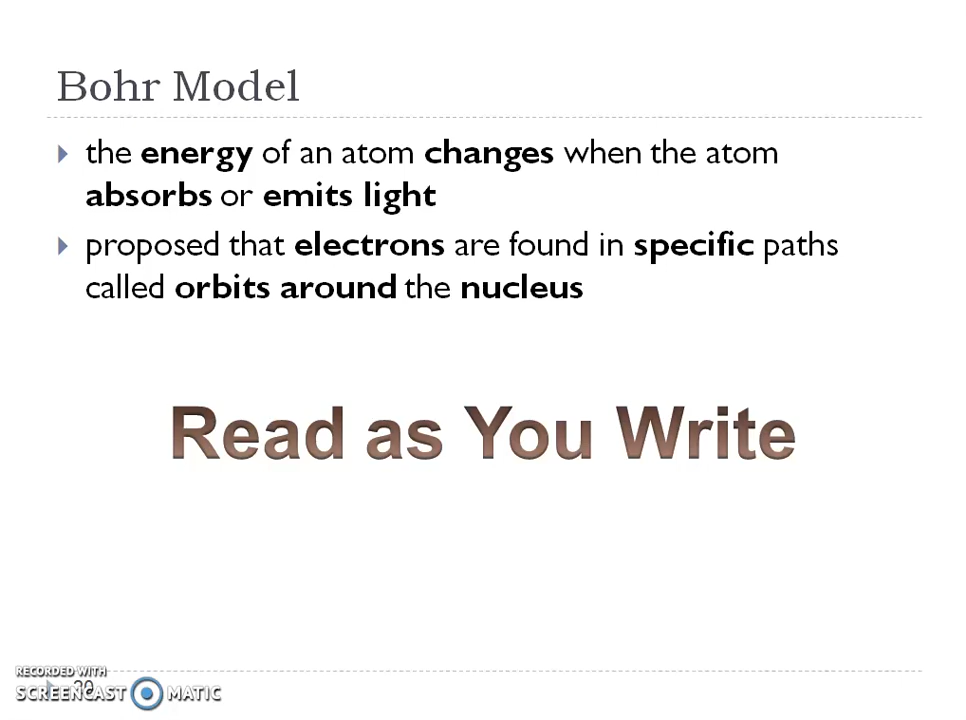 Bohr Model
the energy of an atom changes when the atom
absorbs or emits light
proposed that electrons are found in specific paths
called orbits around the nucleus
Read as You Write
RECORDED WITH
SCREENCAST MATIC